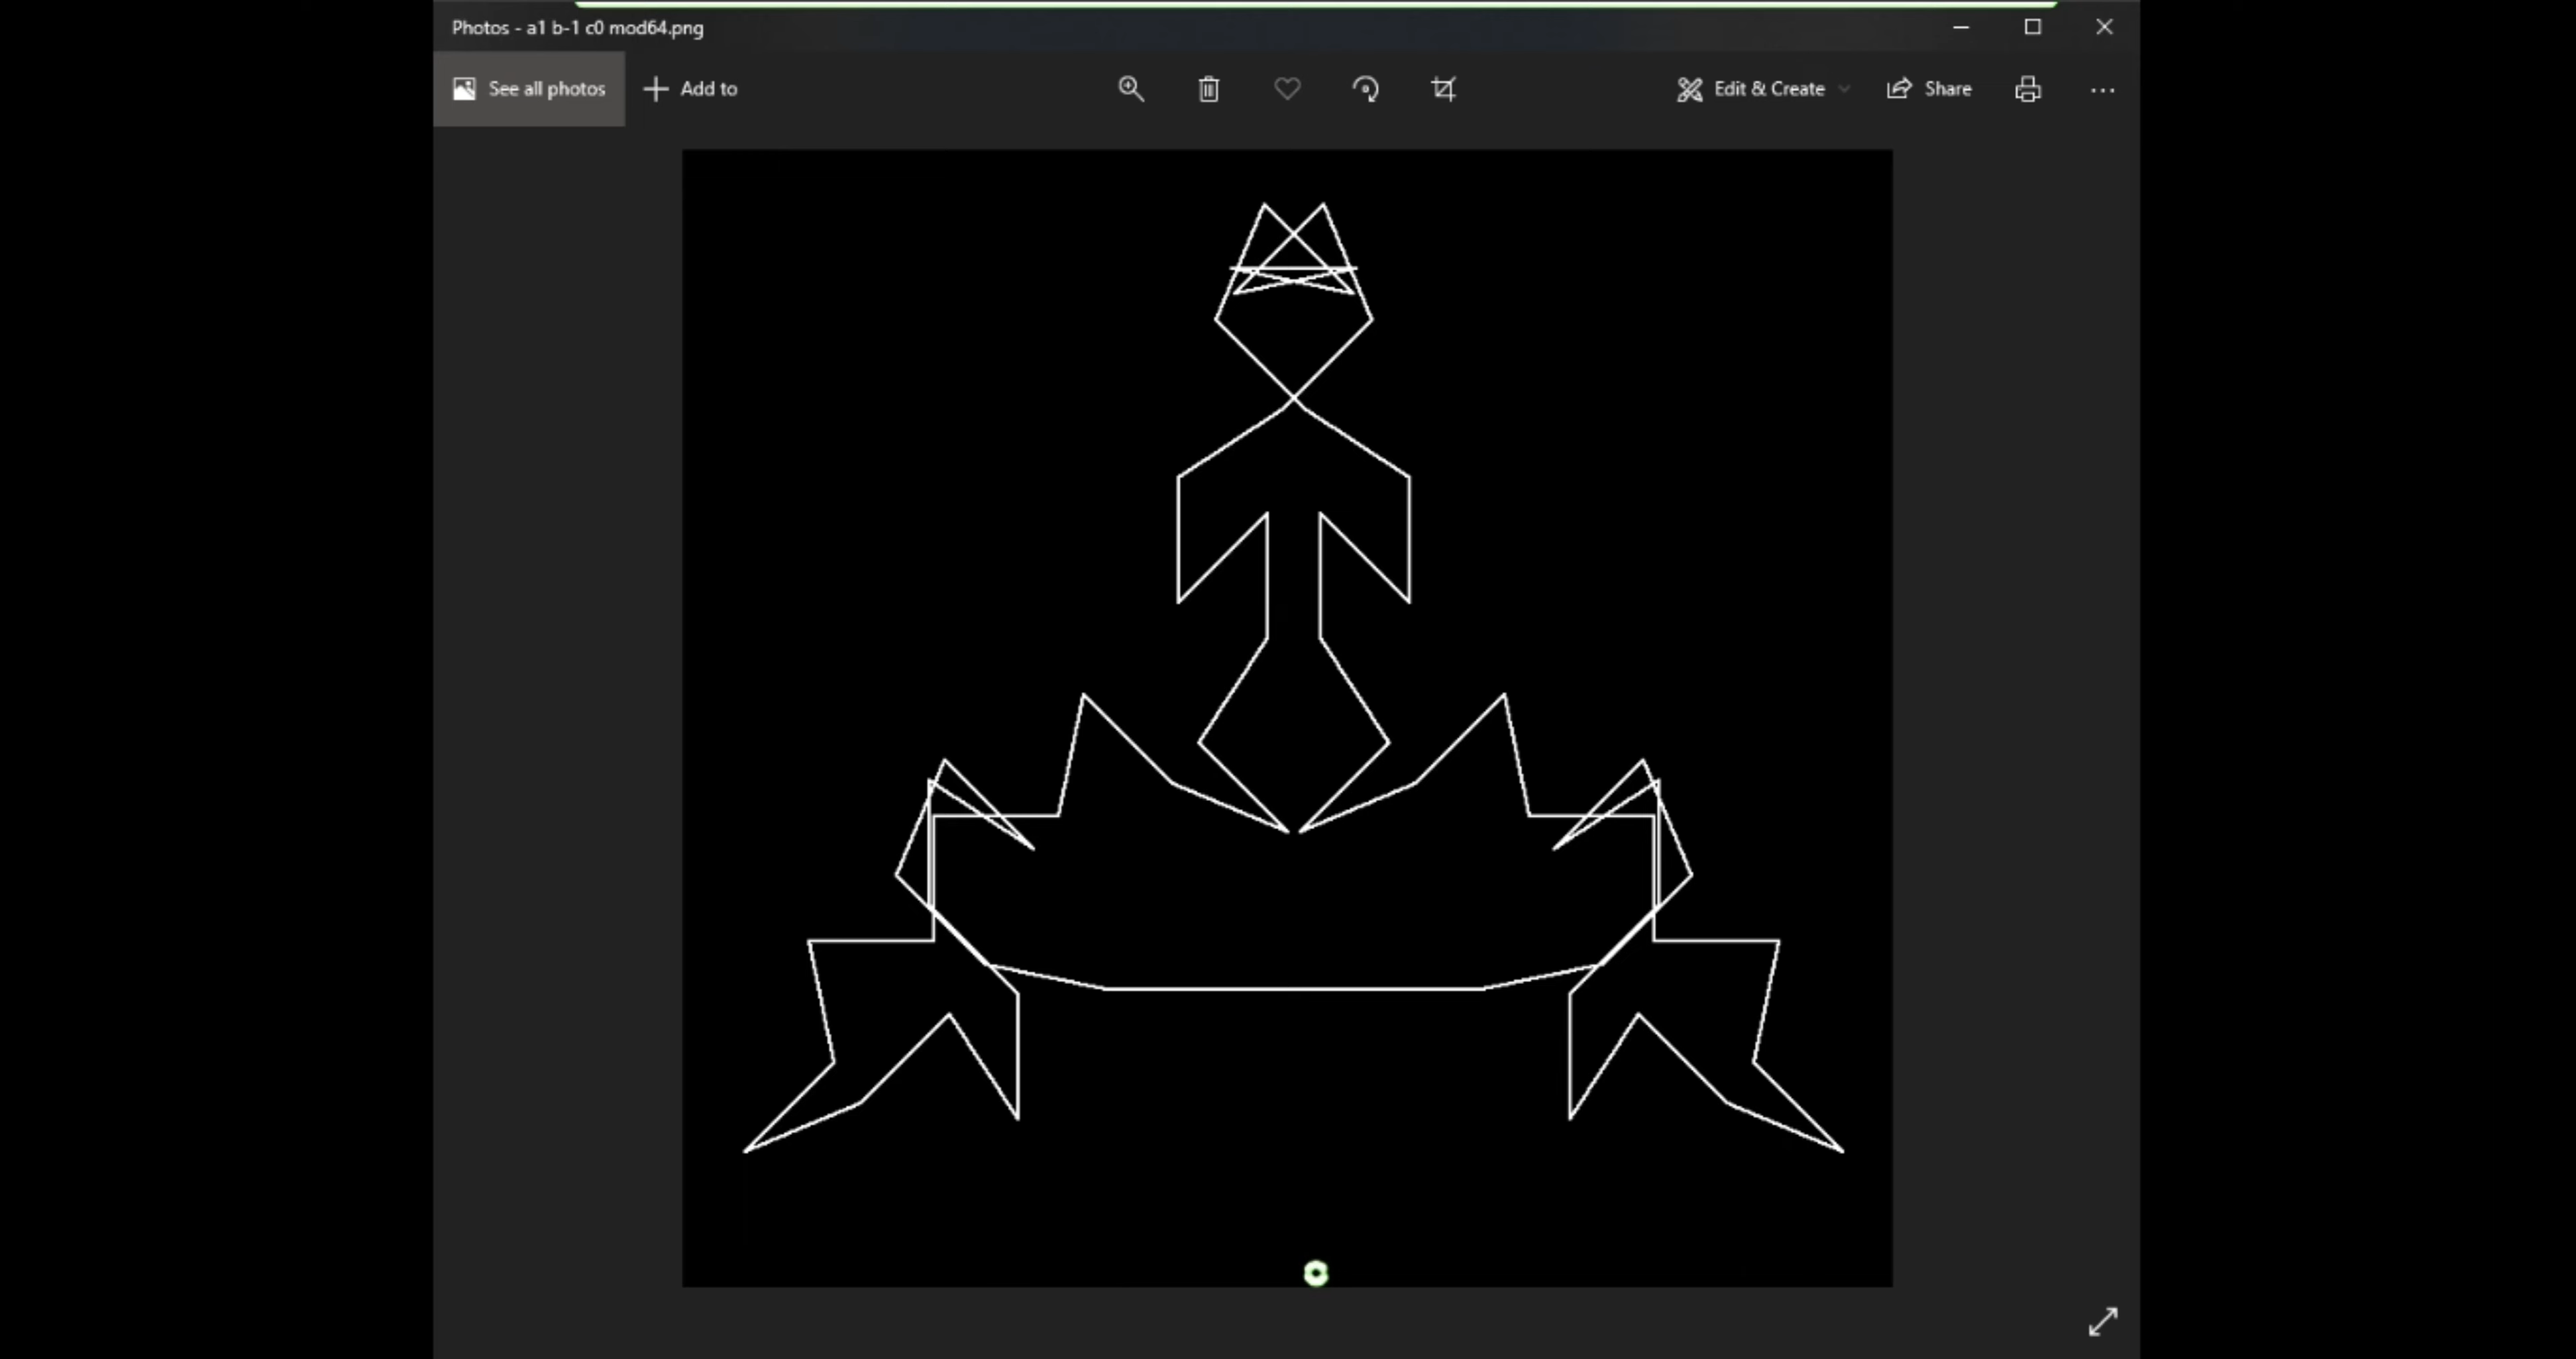 Photos - a1 b-1 c0 mod64.png
See all photos
Add to
Edit & Create
Share